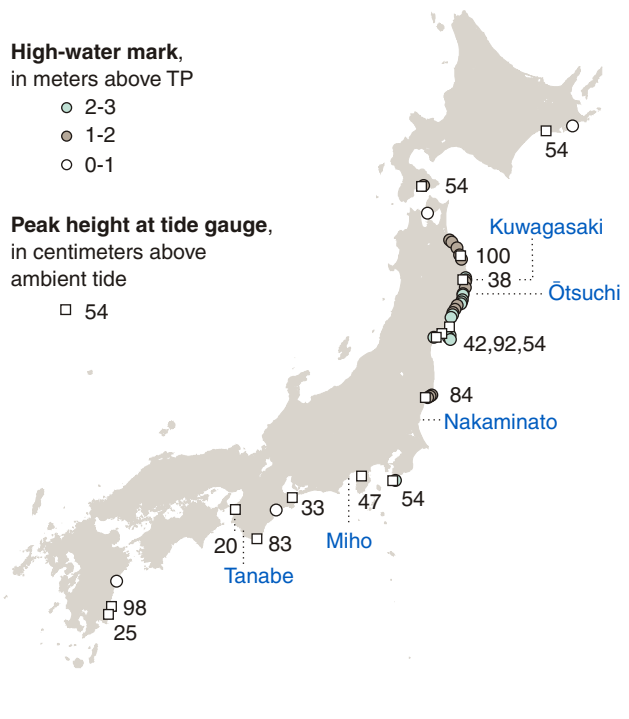 High-water mark,
in meters above TP
2-3
1-2
0-1
Peak height at tide gauge,
in centimeters above
ambient tide
54
54
54
Kuwagasaki
100
38
Ōtsuchi
42,92,54
84
Nakaminato
54
47
33
Miho
20
83
Tanabe
98
25